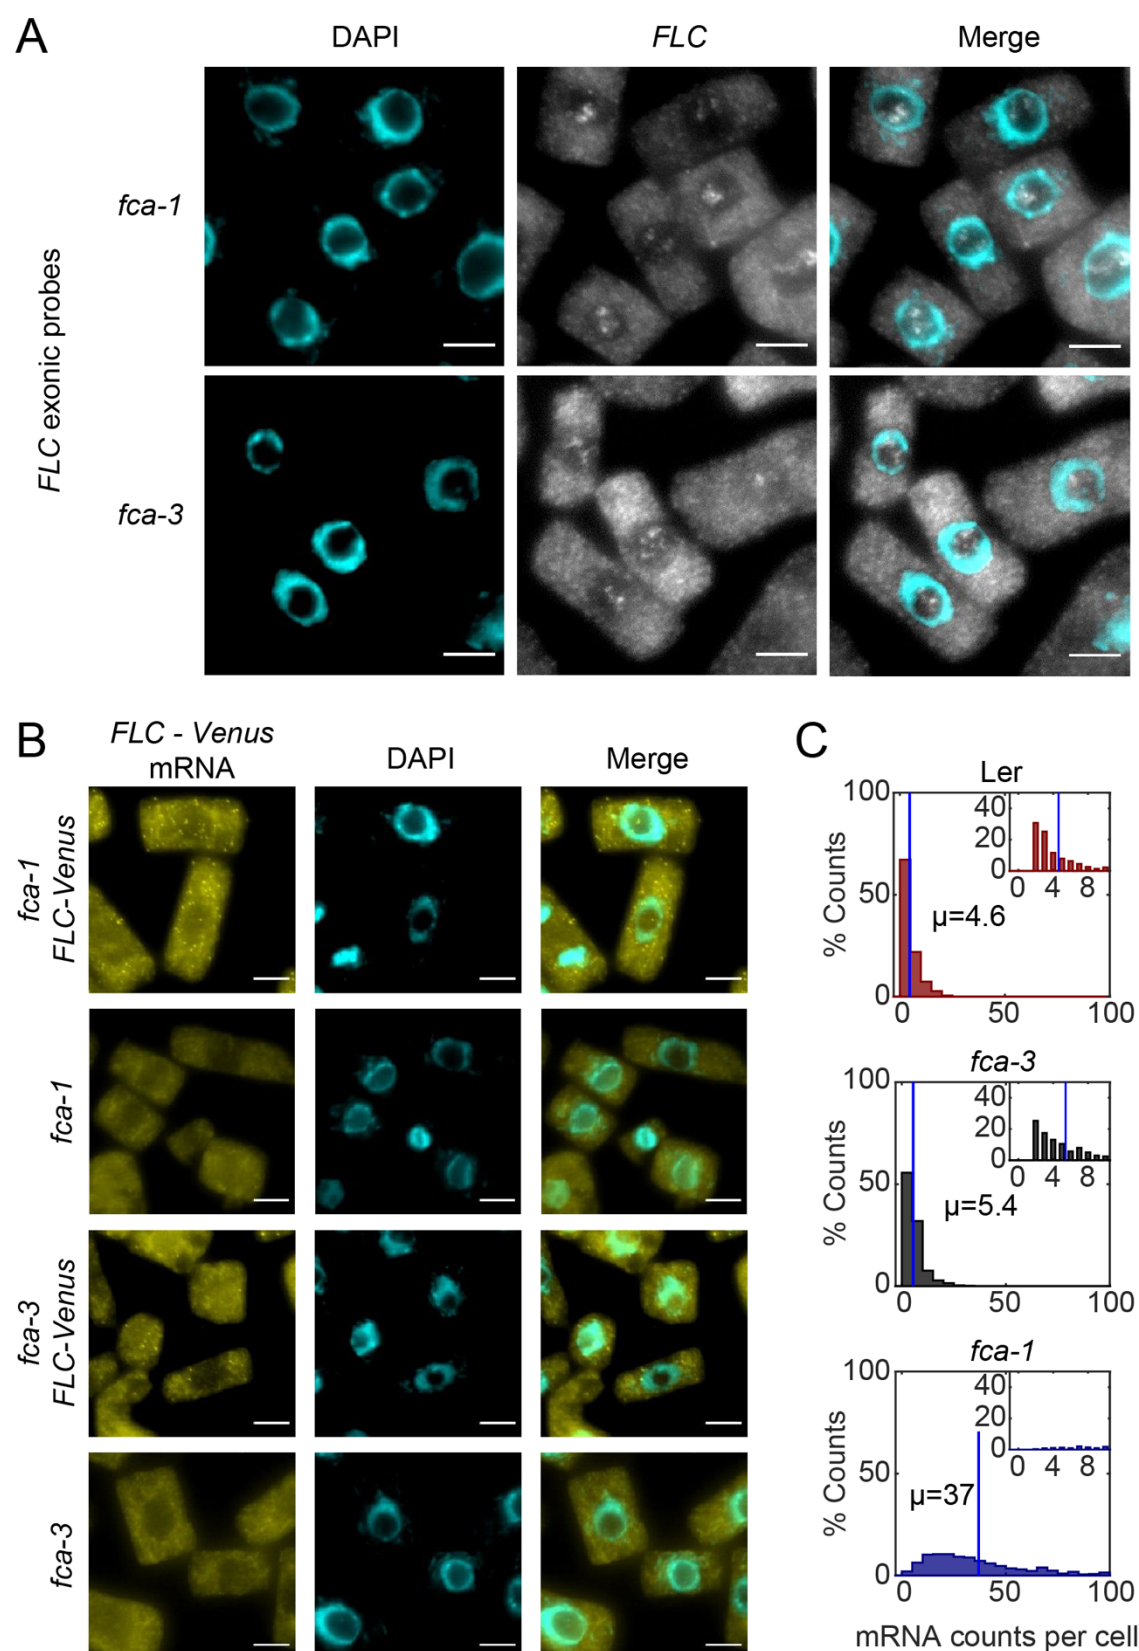 A
DAPI
FLC
Merge
FLC exonic probes
fca-1
fca-3
B
FLC - Venus
mRNA
DAPI
Merge
fca-1
FLC-Venus
fca-1
fca-3
FLC-Venus
fca-3
C
Ler
100
50
0
% Counts
0 50 100
μ=4.6
40
20
0
0 4 8
fca-3
100
50
0
% Counts
0 50 100
μ=5.4
40
20
0
0 4 8
fca-1
100
50
0
% Counts
0 50 100
μ=37
40
20
0
0 4 8
mRNA counts per cell